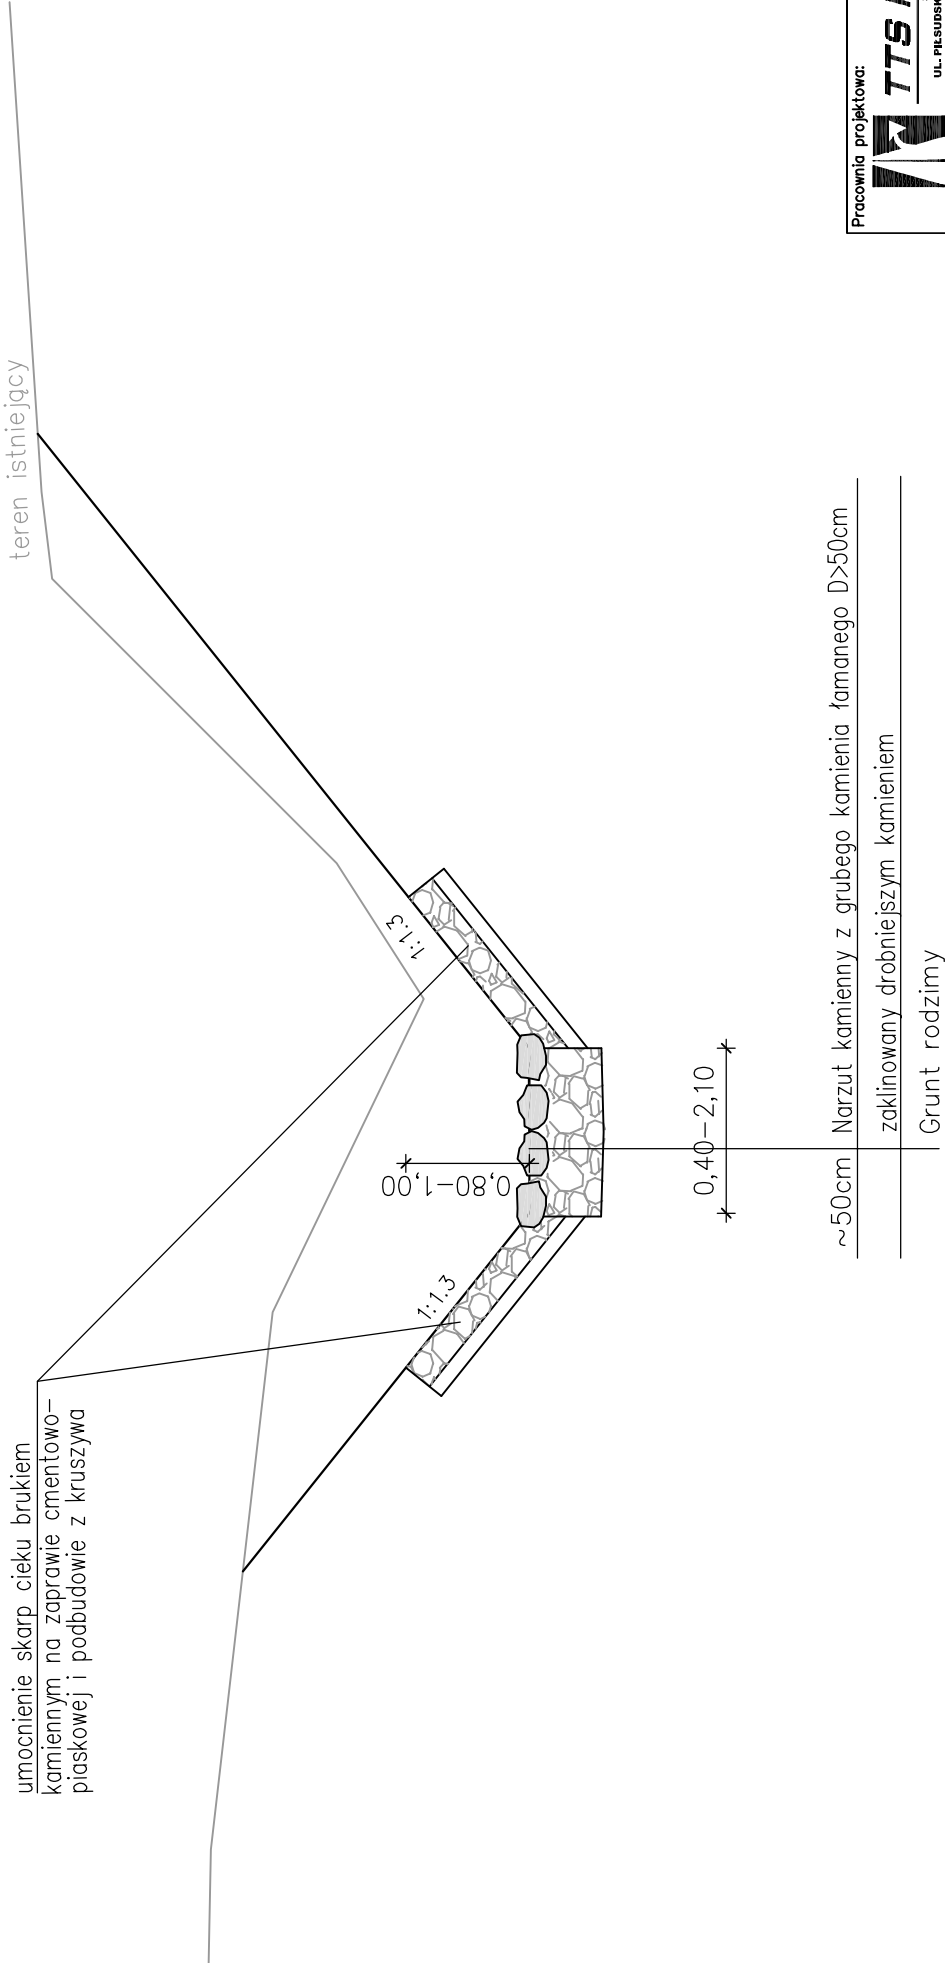 umocnienie skarp cieku brukiem
kamiennym na zaprawie cmentowo-
piaskowej i podbudowie z kruszywa
teren istniejący
1:1.3
1:1.3
0,80-1,00
0,40-2,10
~50cm Narzut kamienny z grubego kamienia łamanego D>50cm
zaklinowany drobniejszym kamieniem
Grunt rodzimy
Pracownia projektowa:
TTS
UL. PIŁSUDSK